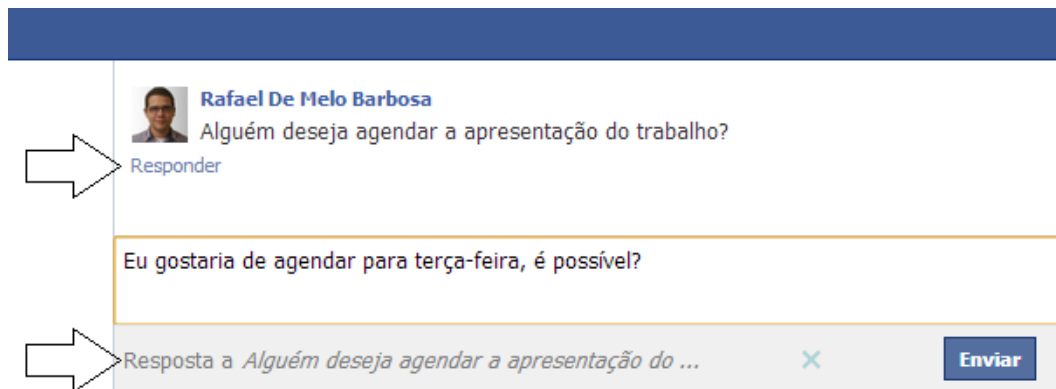 Rafael De Melo Barbosa
Alguém deseja agendar a apresentação do trabalho?
Responder
Eu gostaria de agendar para terça-feira, é possível?
Resposta a Alguém deseja agendar a apresentação do ...
Enviar